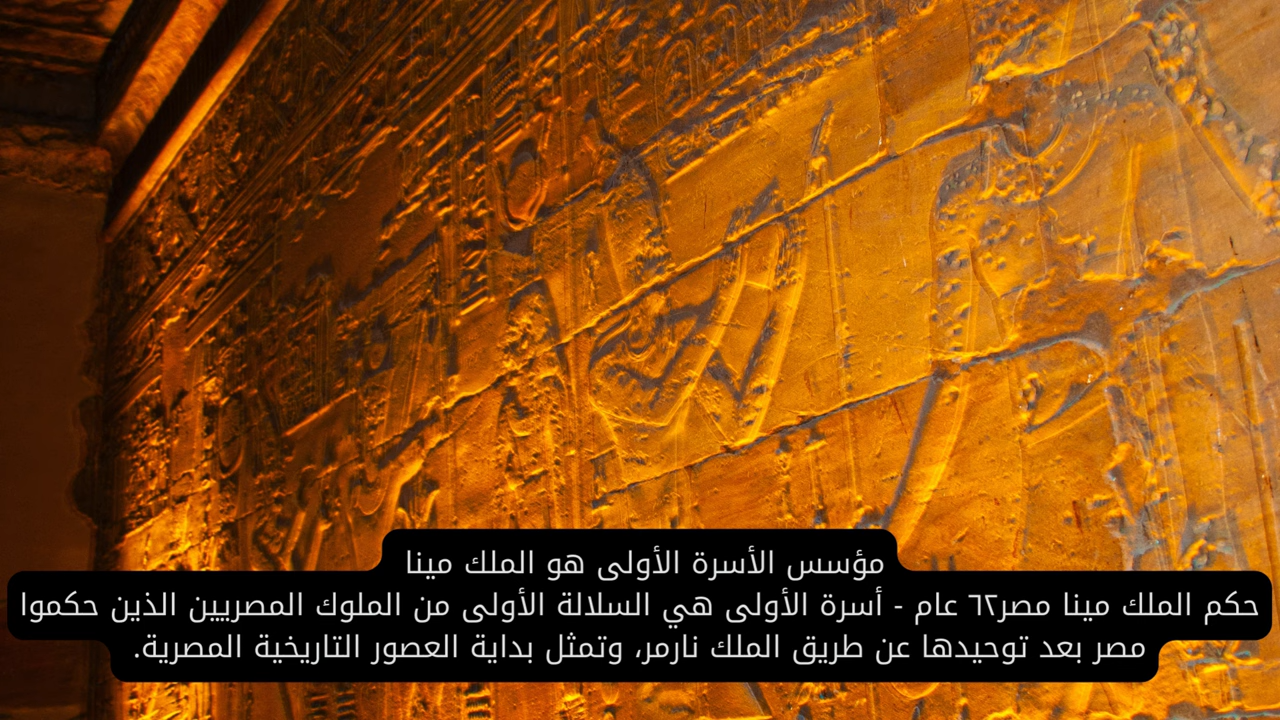 مؤسس الأسرة الأولى هو الملك مينا
حكم الملك مينا مصر٦٢ عام - أسرة الأولى هي السلالة الأولى من الملوك المصريين الذين حكموا
مصر بعد توحيدها عن طريق الملك نارمر، وتمثل بداية العصور التاريخية المصرية.